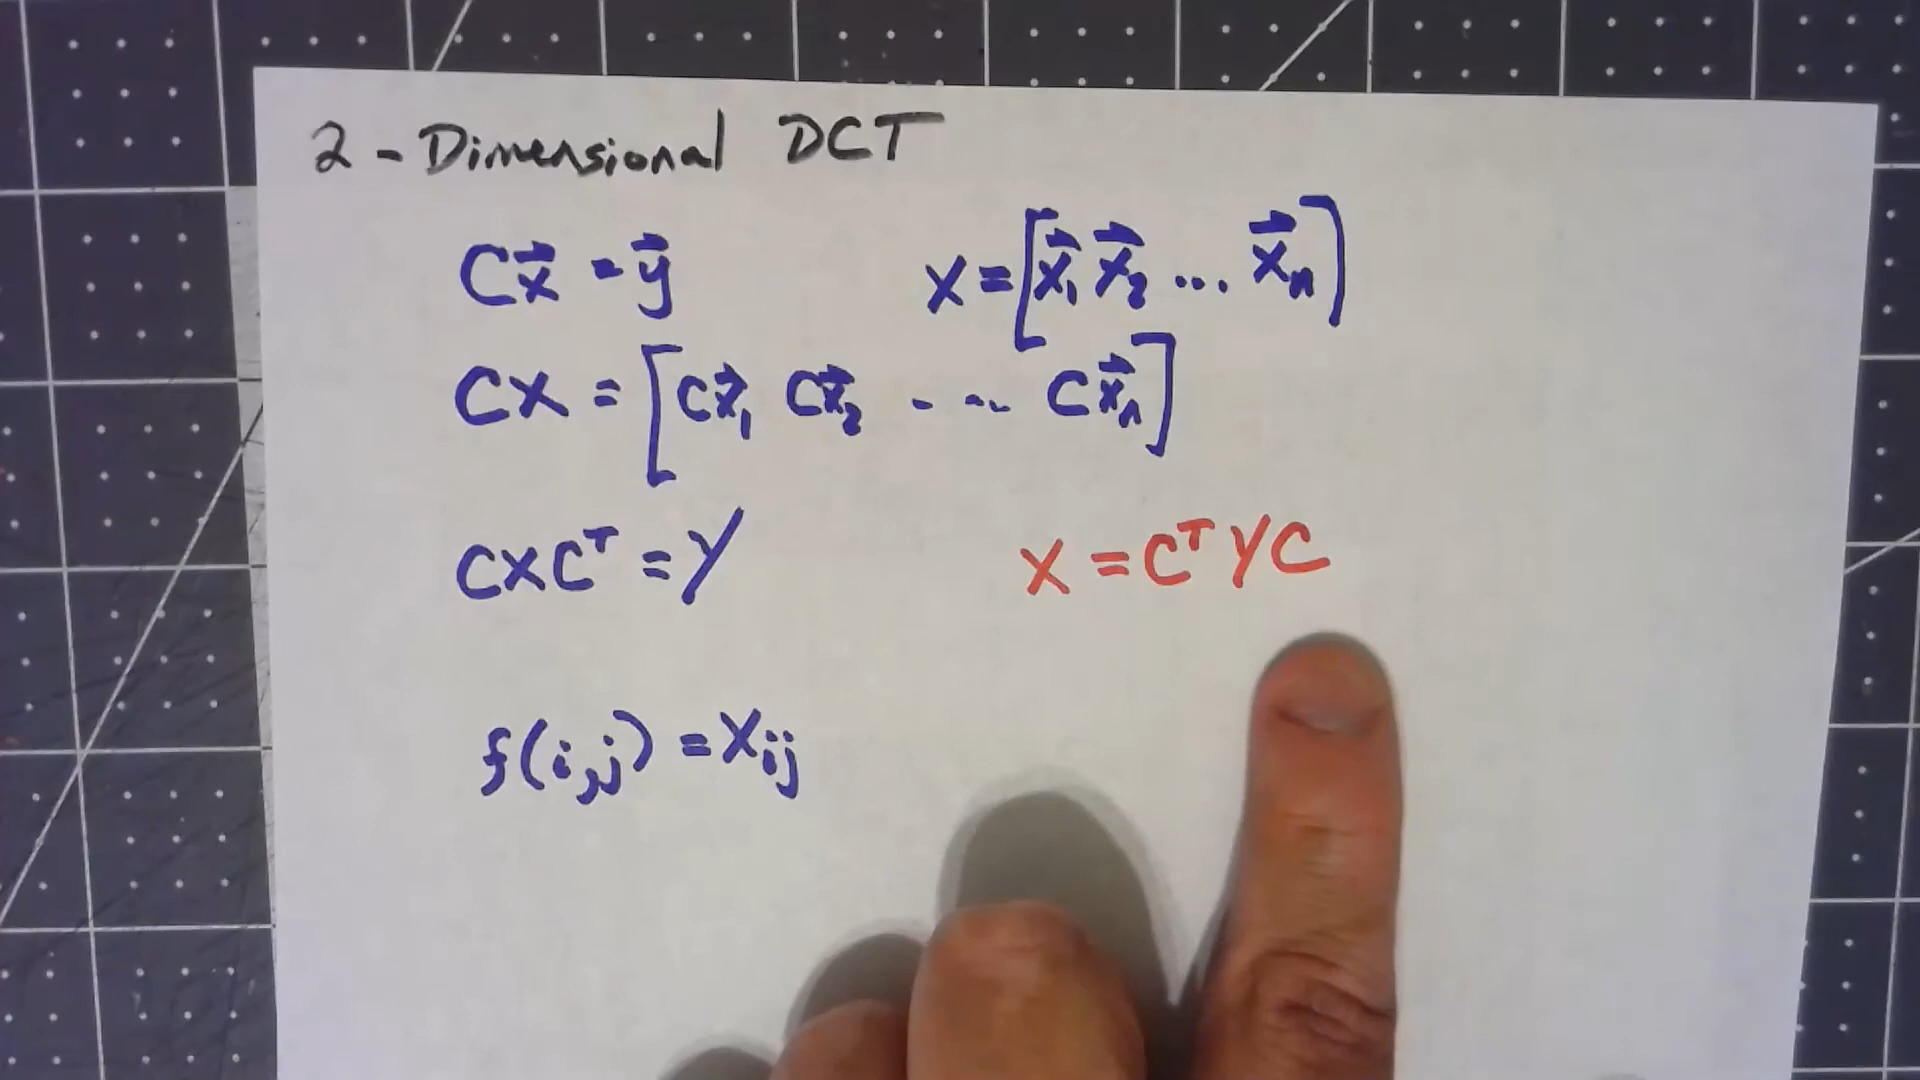 2-Dimensional DCT
Cx⃗ = y⃗ X = [x⃗₁ x⃗₂ ... x⃗ₙ]
CX = [Cx⃗₁ Cx⃗₂ ... Cx⃗ₙ]
CXCᵀ = Y X = CᵀYC
f(i,j) = Xᵢⱼ